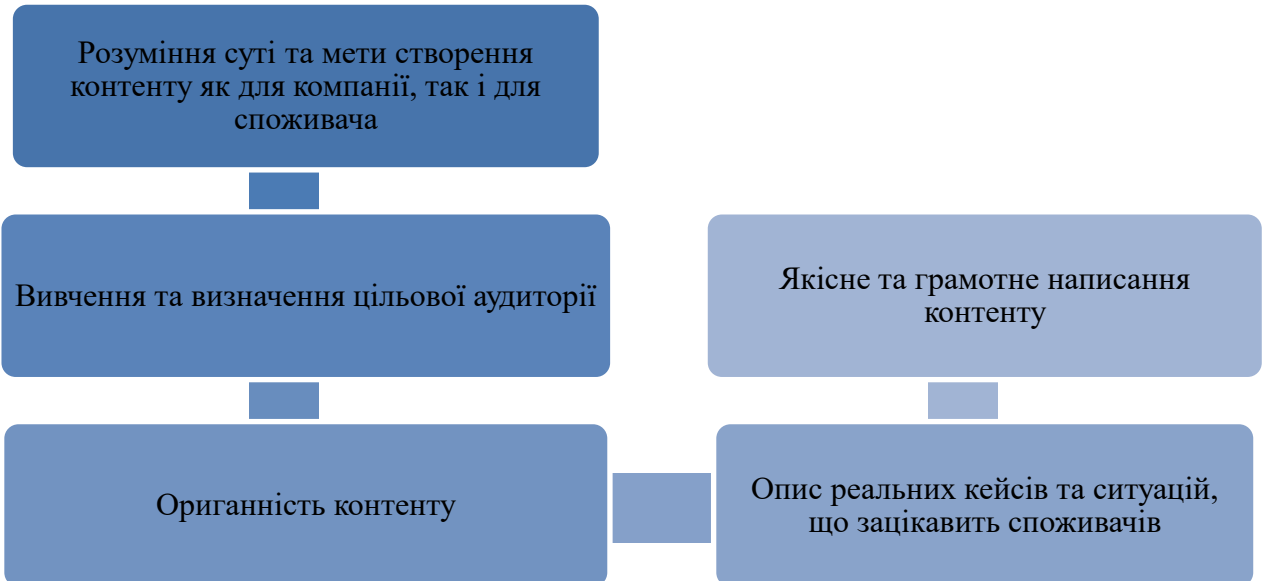 Розуміння суті та мети створення
контенту як для компанії, так і для
споживача
Вивчення та визначення цільової аудиторії
Ориганність контенту
Опис реальних кейсів та ситуацій,
що зацікавить споживачів
Якісне та грамотне написання
контенту